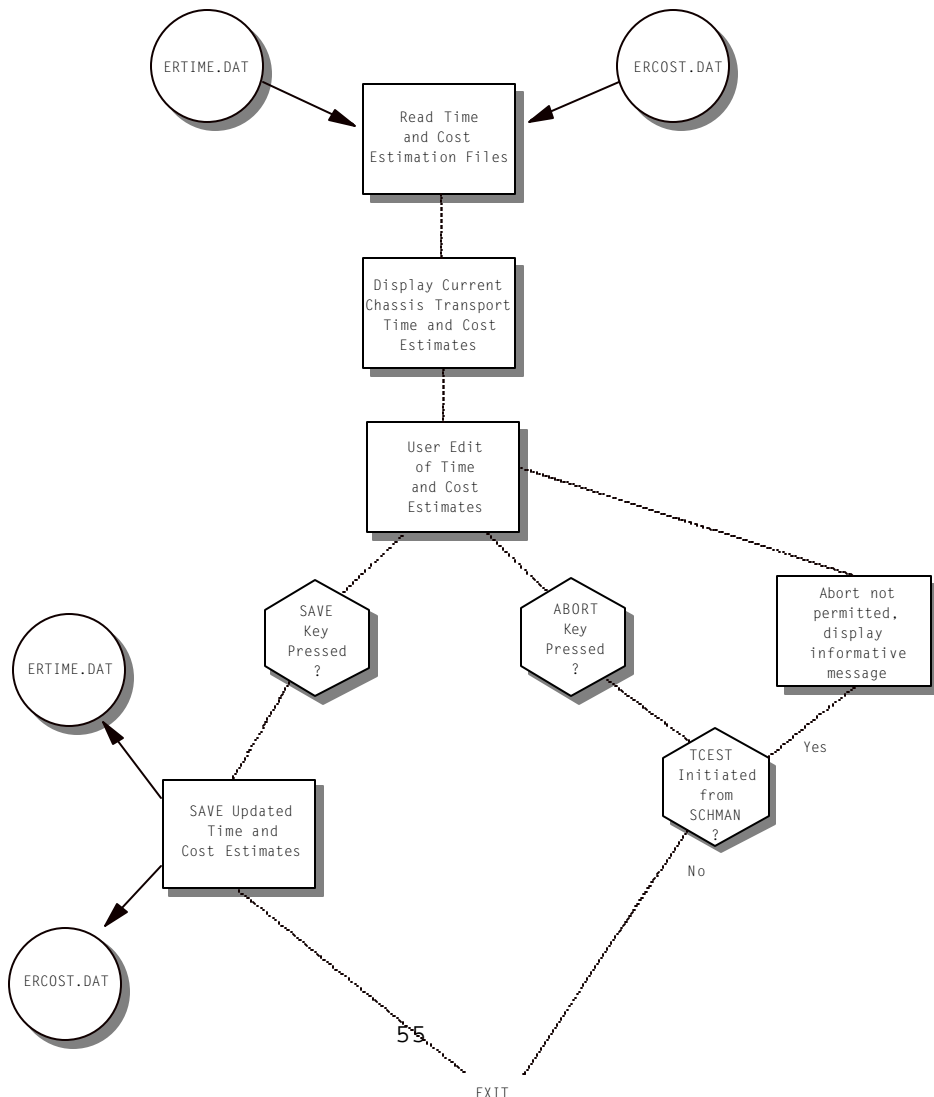 ERTIME.DAT
ERCOST.DAT
Read Time
and Cost
Estimation Files
Display Current
Chassis Transport
Time and Cost
Estimates
User Edit
of Time
and Cost
Estimates
SAVE
Key
Pressed
?
ABORT
Key
Pressed
?
Abort not
permitted,
display
informative
message
ERTIME.DAT
Yes
TCEST
Initiated
from
SCHMAN
?
No
SAVE Updated
Time and
Cost Estimates
ERCOST.DAT
55
EXIT